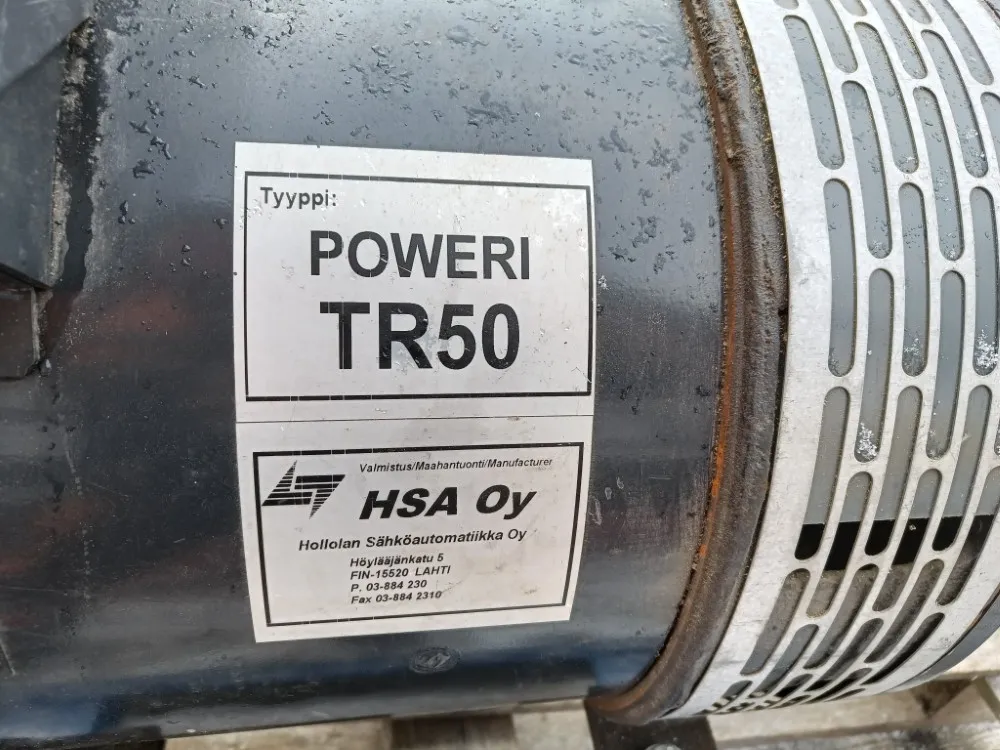 Tyyppi:
POWERI
TR50
Valmistus/Maahantuonti/Manufacturer
HSA Oy
Hollolan Sähköautomatiikka Oy
Höylääjänkatu 5
FIN-15520 LAHTI
P. 03-884 230
Fax 03-884 2310